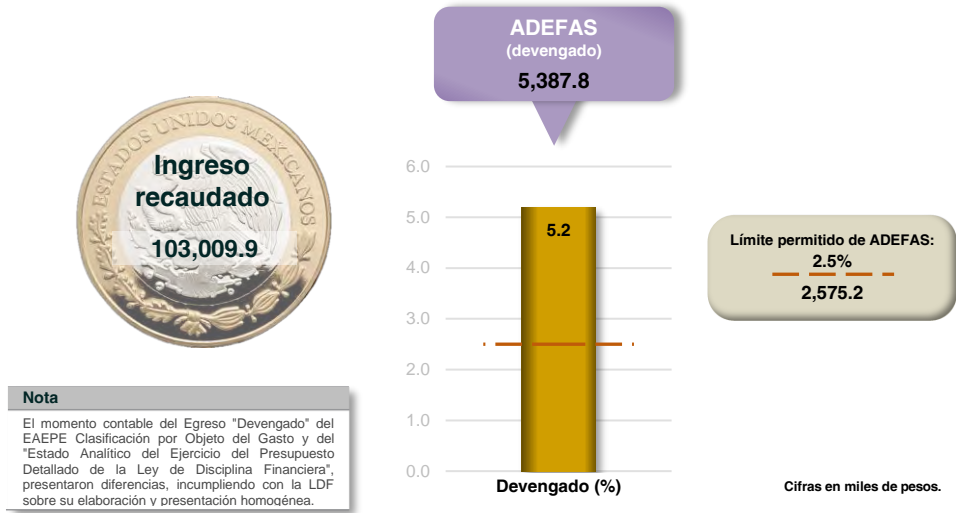 ADEFAS
(devengado)
5,387.8
ESTADOS UNIDOS MEXICANOS
Ingreso
recaudado
103,009.9
6.0
5.0
4.0
3.0
2.0
1.0
0.0
5.2
Devengado (%)
Límite permitido de ADEFAS:
2.5%
2,575.2
Nota
El momento contable del Egreso "Devengado" del
EAEPE Clasificación por Objeto del Gasto y del
"Estado Analítico del Ejercicio del Presupuesto
Detallado de la Ley de Disciplina Financiera",
presentaron diferencias, incumpliendo con la LDF
sobre su elaboración y presentación homogénea.
Cifras en miles de pesos.